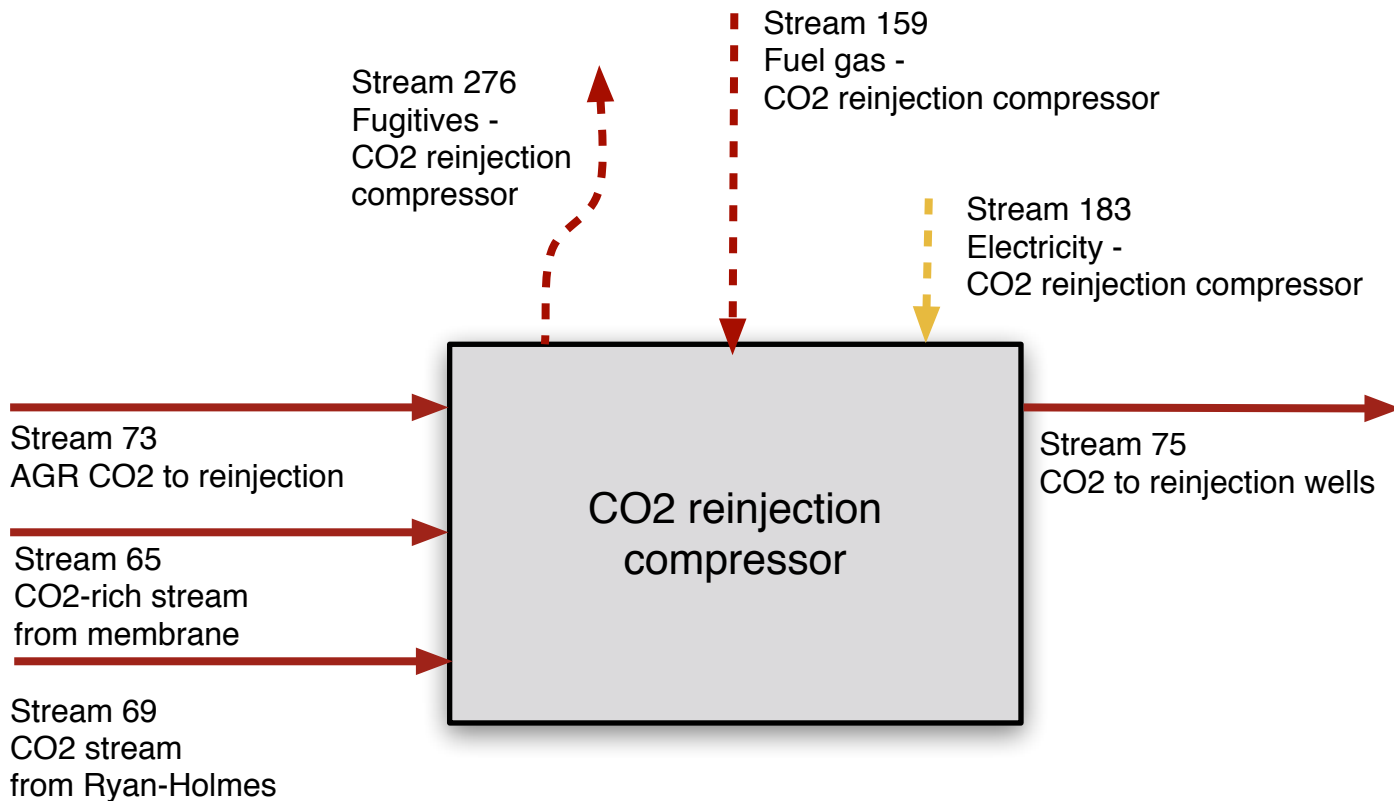 Stream 159
Fuel gas -
CO2 reinjection compressor
Stream 276
Fugitives -
CO2 reinjection
compressor
Stream 183
Electricity -
CO2 reinjection compressor
Stream 73
AGR CO2 to reinjection
Stream 75
CO2 to reinjection wells
CO2 reinjection
compressor
Stream 65
CO2-rich stream
from membrane
Stream 69
CO2 stream
from Ryan-Holmes